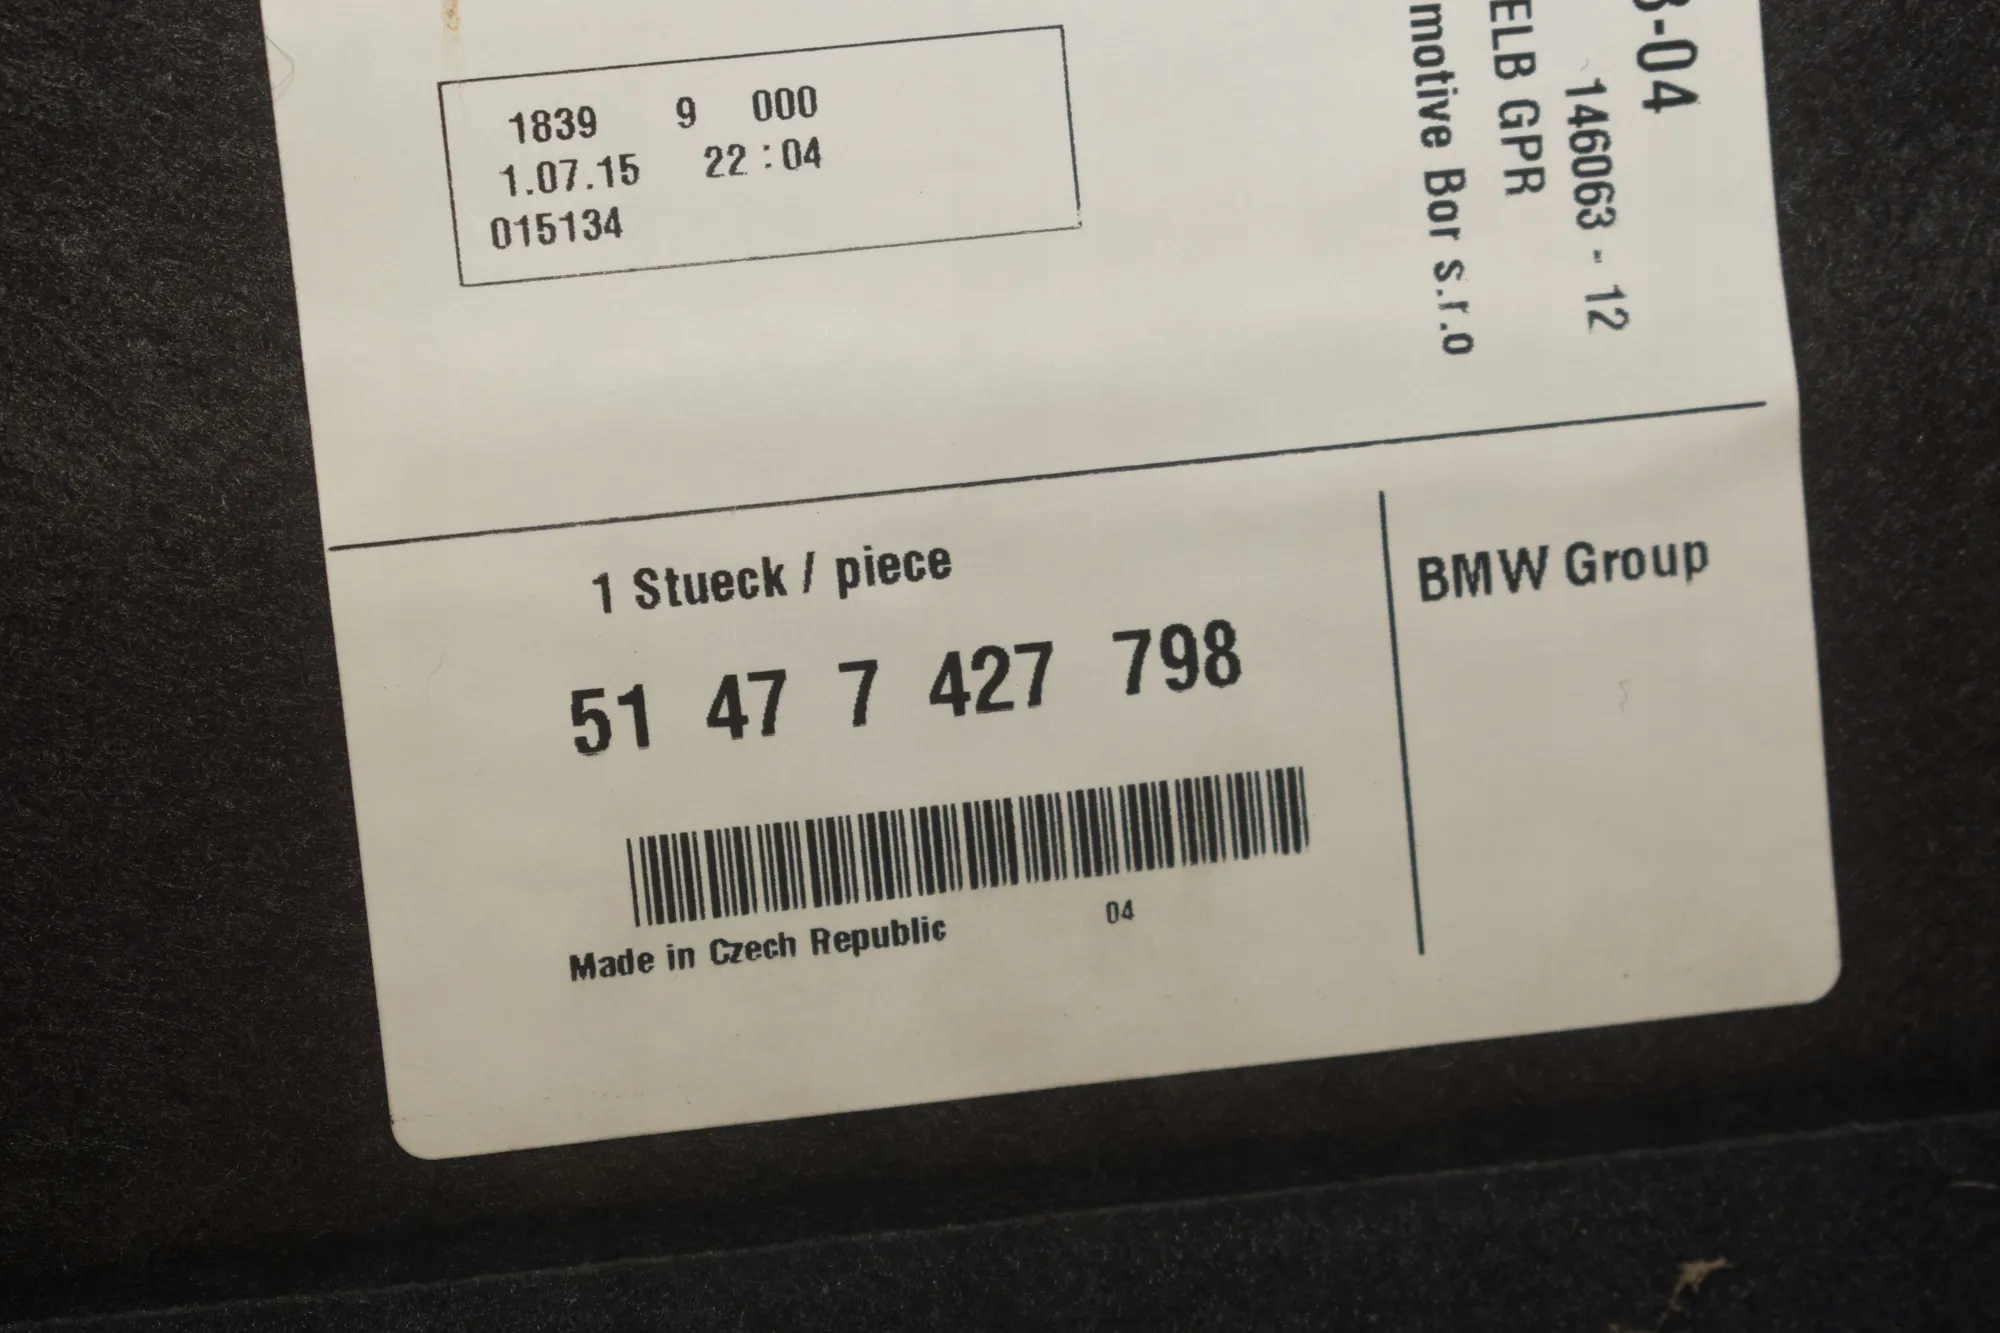 1839 9 000
1.07.15 22:04
015134
-04
146063 - 12
ELB GPR
motive Bor s.r.o
1 Stueck / piece
51 47 7 427 798
BMW Group
Made in Czech Republic 04